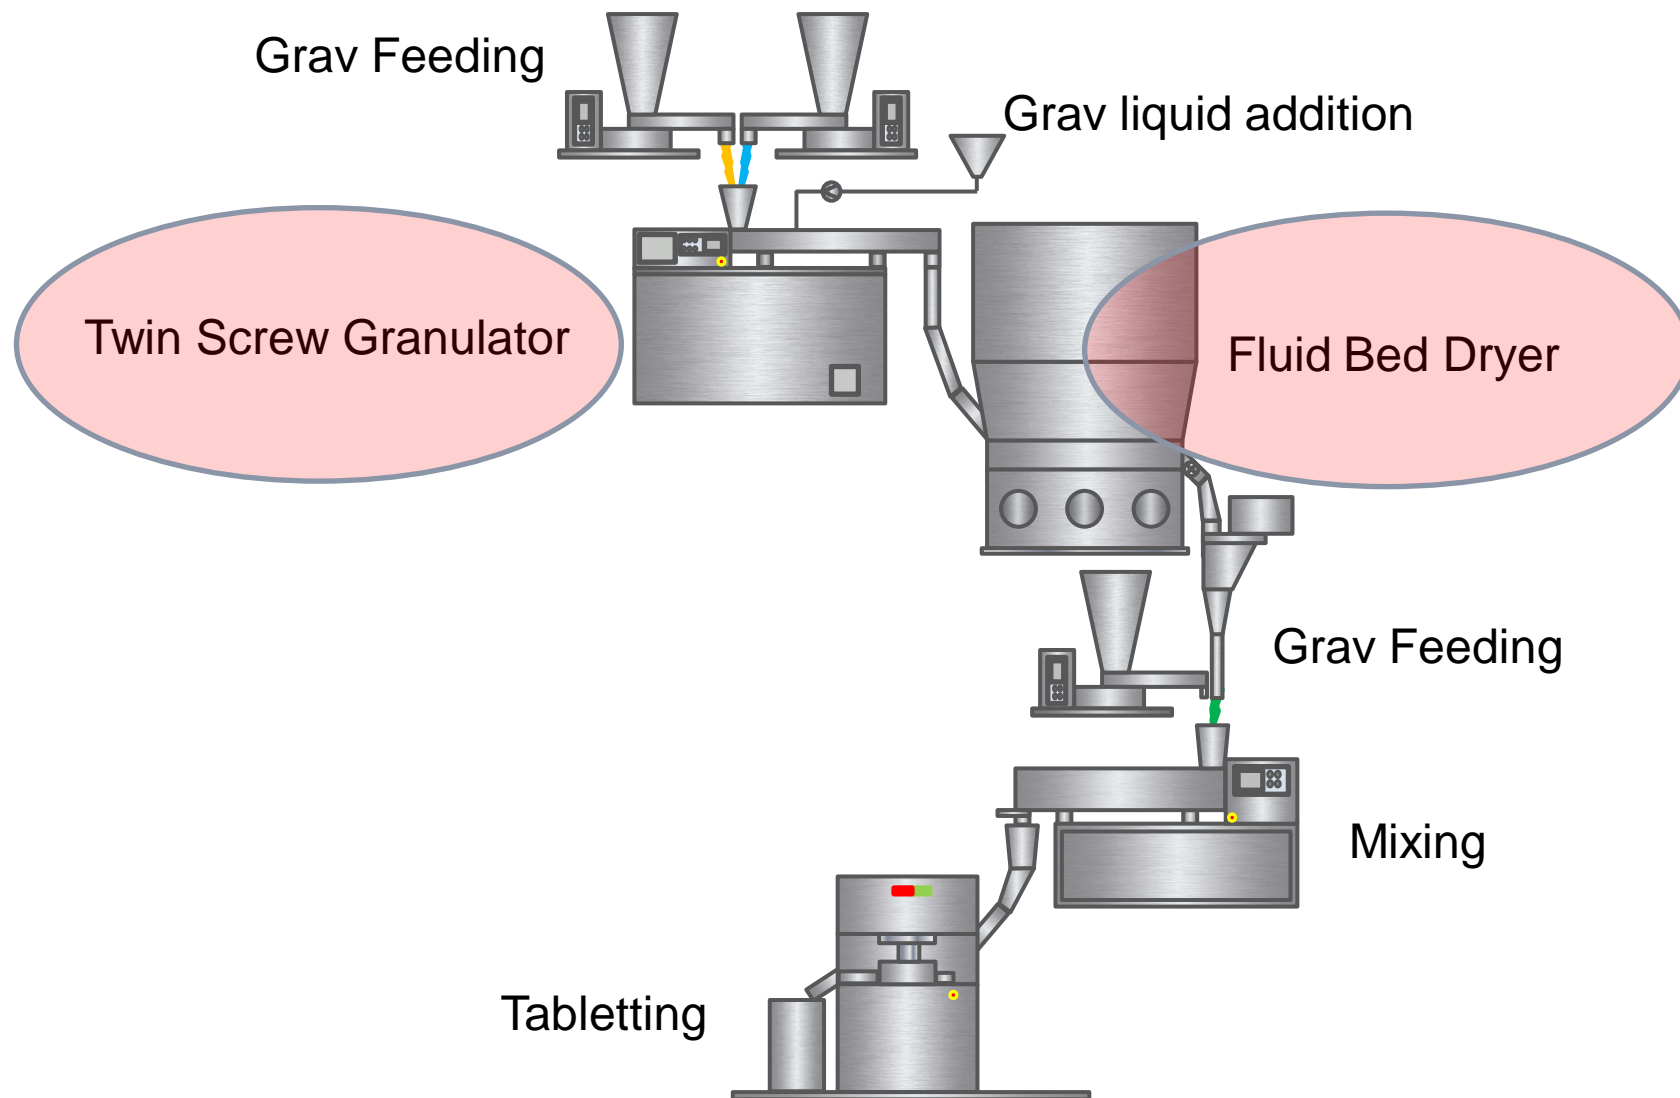 Grav Feeding
Grav liquid addition
Twin Screw Granulator
Fluid Bed Dryer
Grav Feeding
Mixing
Tabletting